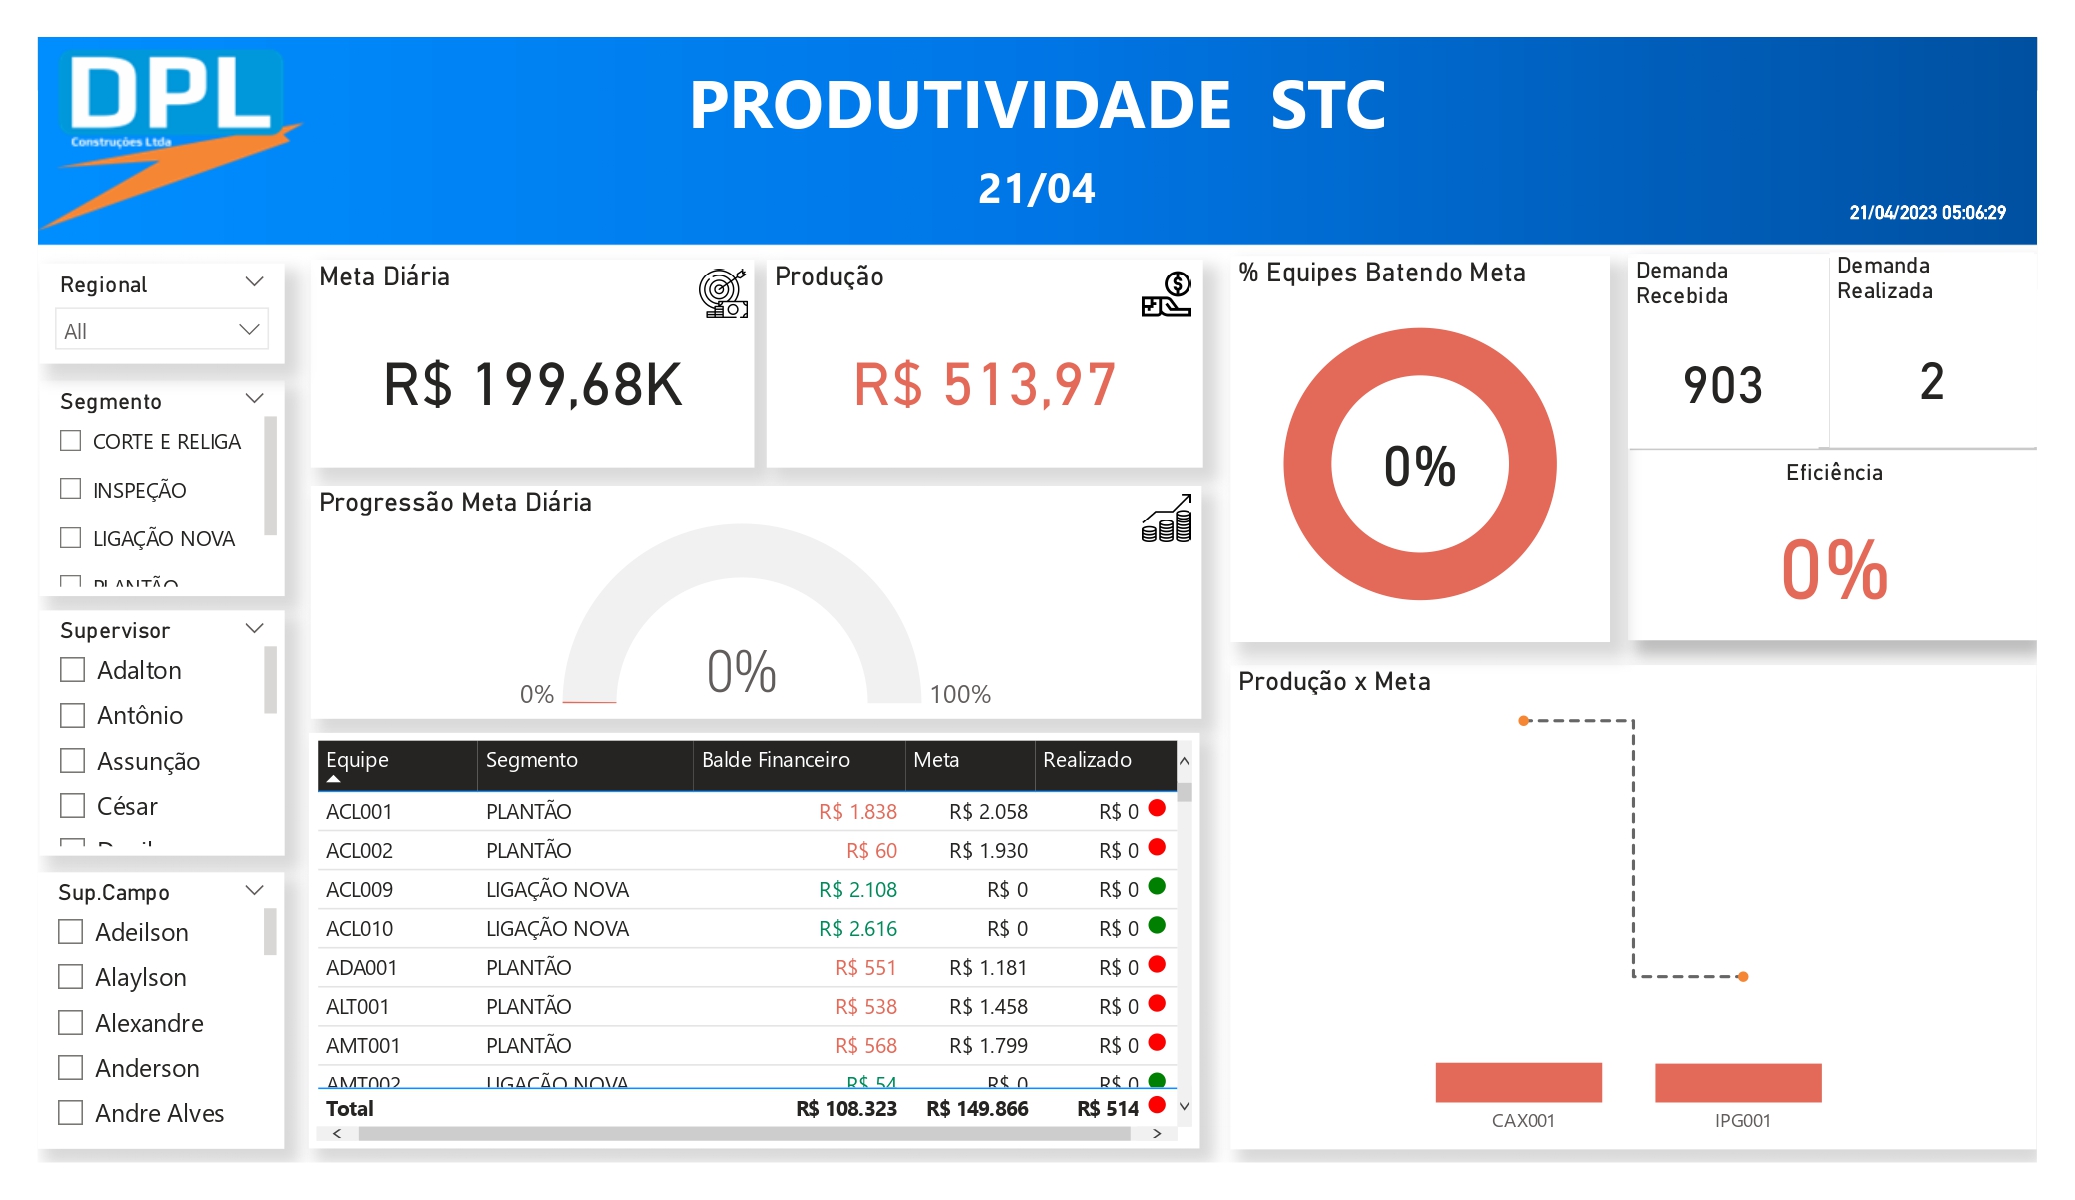 DPL
Construções Ltda
PRODUTIVIDADE STC
21/04
21/04/2023 05:06:29
Regional
All
Segmento
CORTE E RELIGA
INSPEÇÃO
LIGAÇÃO NOVA
PLANTÃO
Supervisor
Adalton
Antônio
Assunção
César
Sup.Campo
Adeilson
Alaylson
Alexandre
Anderson
Andre Alves
Meta Diária
R$ 199,68K
Produção
R$ 513,97
Progressão Meta Diária
0%
0%
100%
Equipe Segmento Balde Financeiro Meta Realizado
ACL001 PLANTÃO R$ 1.838 R$ 2.058 R$ 0
ACL002 PLANTÃO R$ 60 R$ 1.930 R$ 0
ACL009 LIGAÇÃO NOVA R$ 2.108 R$ 0 R$ 0
ACL010 LIGAÇÃO NOVA R$ 2.616 R$ 0 R$ 0
ADA001 PLANTÃO R$ 551 R$ 1.181 R$ 0
ALT001 PLANTÃO R$ 538 R$ 1.458 R$ 0
AMT001 PLANTÃO R$ 568 R$ 1.799 R$ 0
AMT002 LIGAÇÃO NOVA R$ 54 R$ 0 R$ 0
Total R$ 108.323 R$ 149.866 R$ 514
% Equipes Batendo Meta
0%
Demanda
Recebida
903
Demanda
Realizada
2
Eficiência
0%
Produção x Meta
CAX001
IPG001